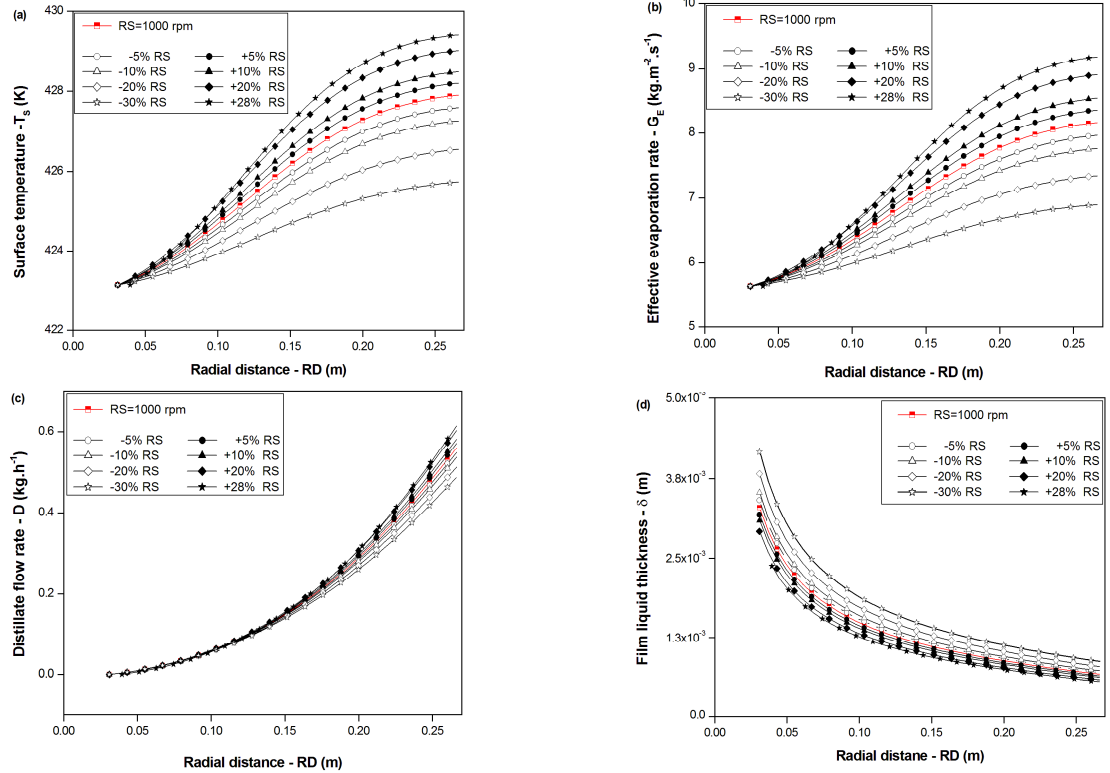 (a)
RS=1000 rpm
-5% RS +5% RS
-10% RS +10% RS
-20% RS +20% RS
-30% RS +28% RS
430
428
426
424
422
Surface temperature -T_S (K)
0.00 0.05 0.10 0.15 0.20 0.25
Radial distance - RD (m)
(b)
RS=1000 rpm
-5% RS +5% RS
-10% RS +10% RS
-20% RS +20% RS
-30% RS +28% RS
10
9
8
7
6
5
Effective evaporation rate - G_E (kg.m⁻².s⁻¹)
0.00 0.05 0.10 0.15 0.20 0.25
Radial distance - RD (m)
(c)
RS=1000 rpm
-5% RS +5% RS
-10% RS +10% RS
-20% RS +20% RS
-30% RS +28% RS
0.6
0.4
0.2
0.0
Distillate flow rate - D (kg.h⁻¹)
0.00 0.05 0.10 0.15 0.20 0.25
Radial distance - RD (m)
(d)
RS=1000 rpm
-5% RS +5% RS
-10% RS +10% RS
-20% RS +20% RS
-30% RS +28% RS
5.0x10⁻³
3.8x10⁻³
2.5x10⁻³
1.3x10⁻³
0.0
Film liquid thickness - δ (m)
0.00 0.05 0.10 0.15 0.20 0.25
Radial distane - RD (m)